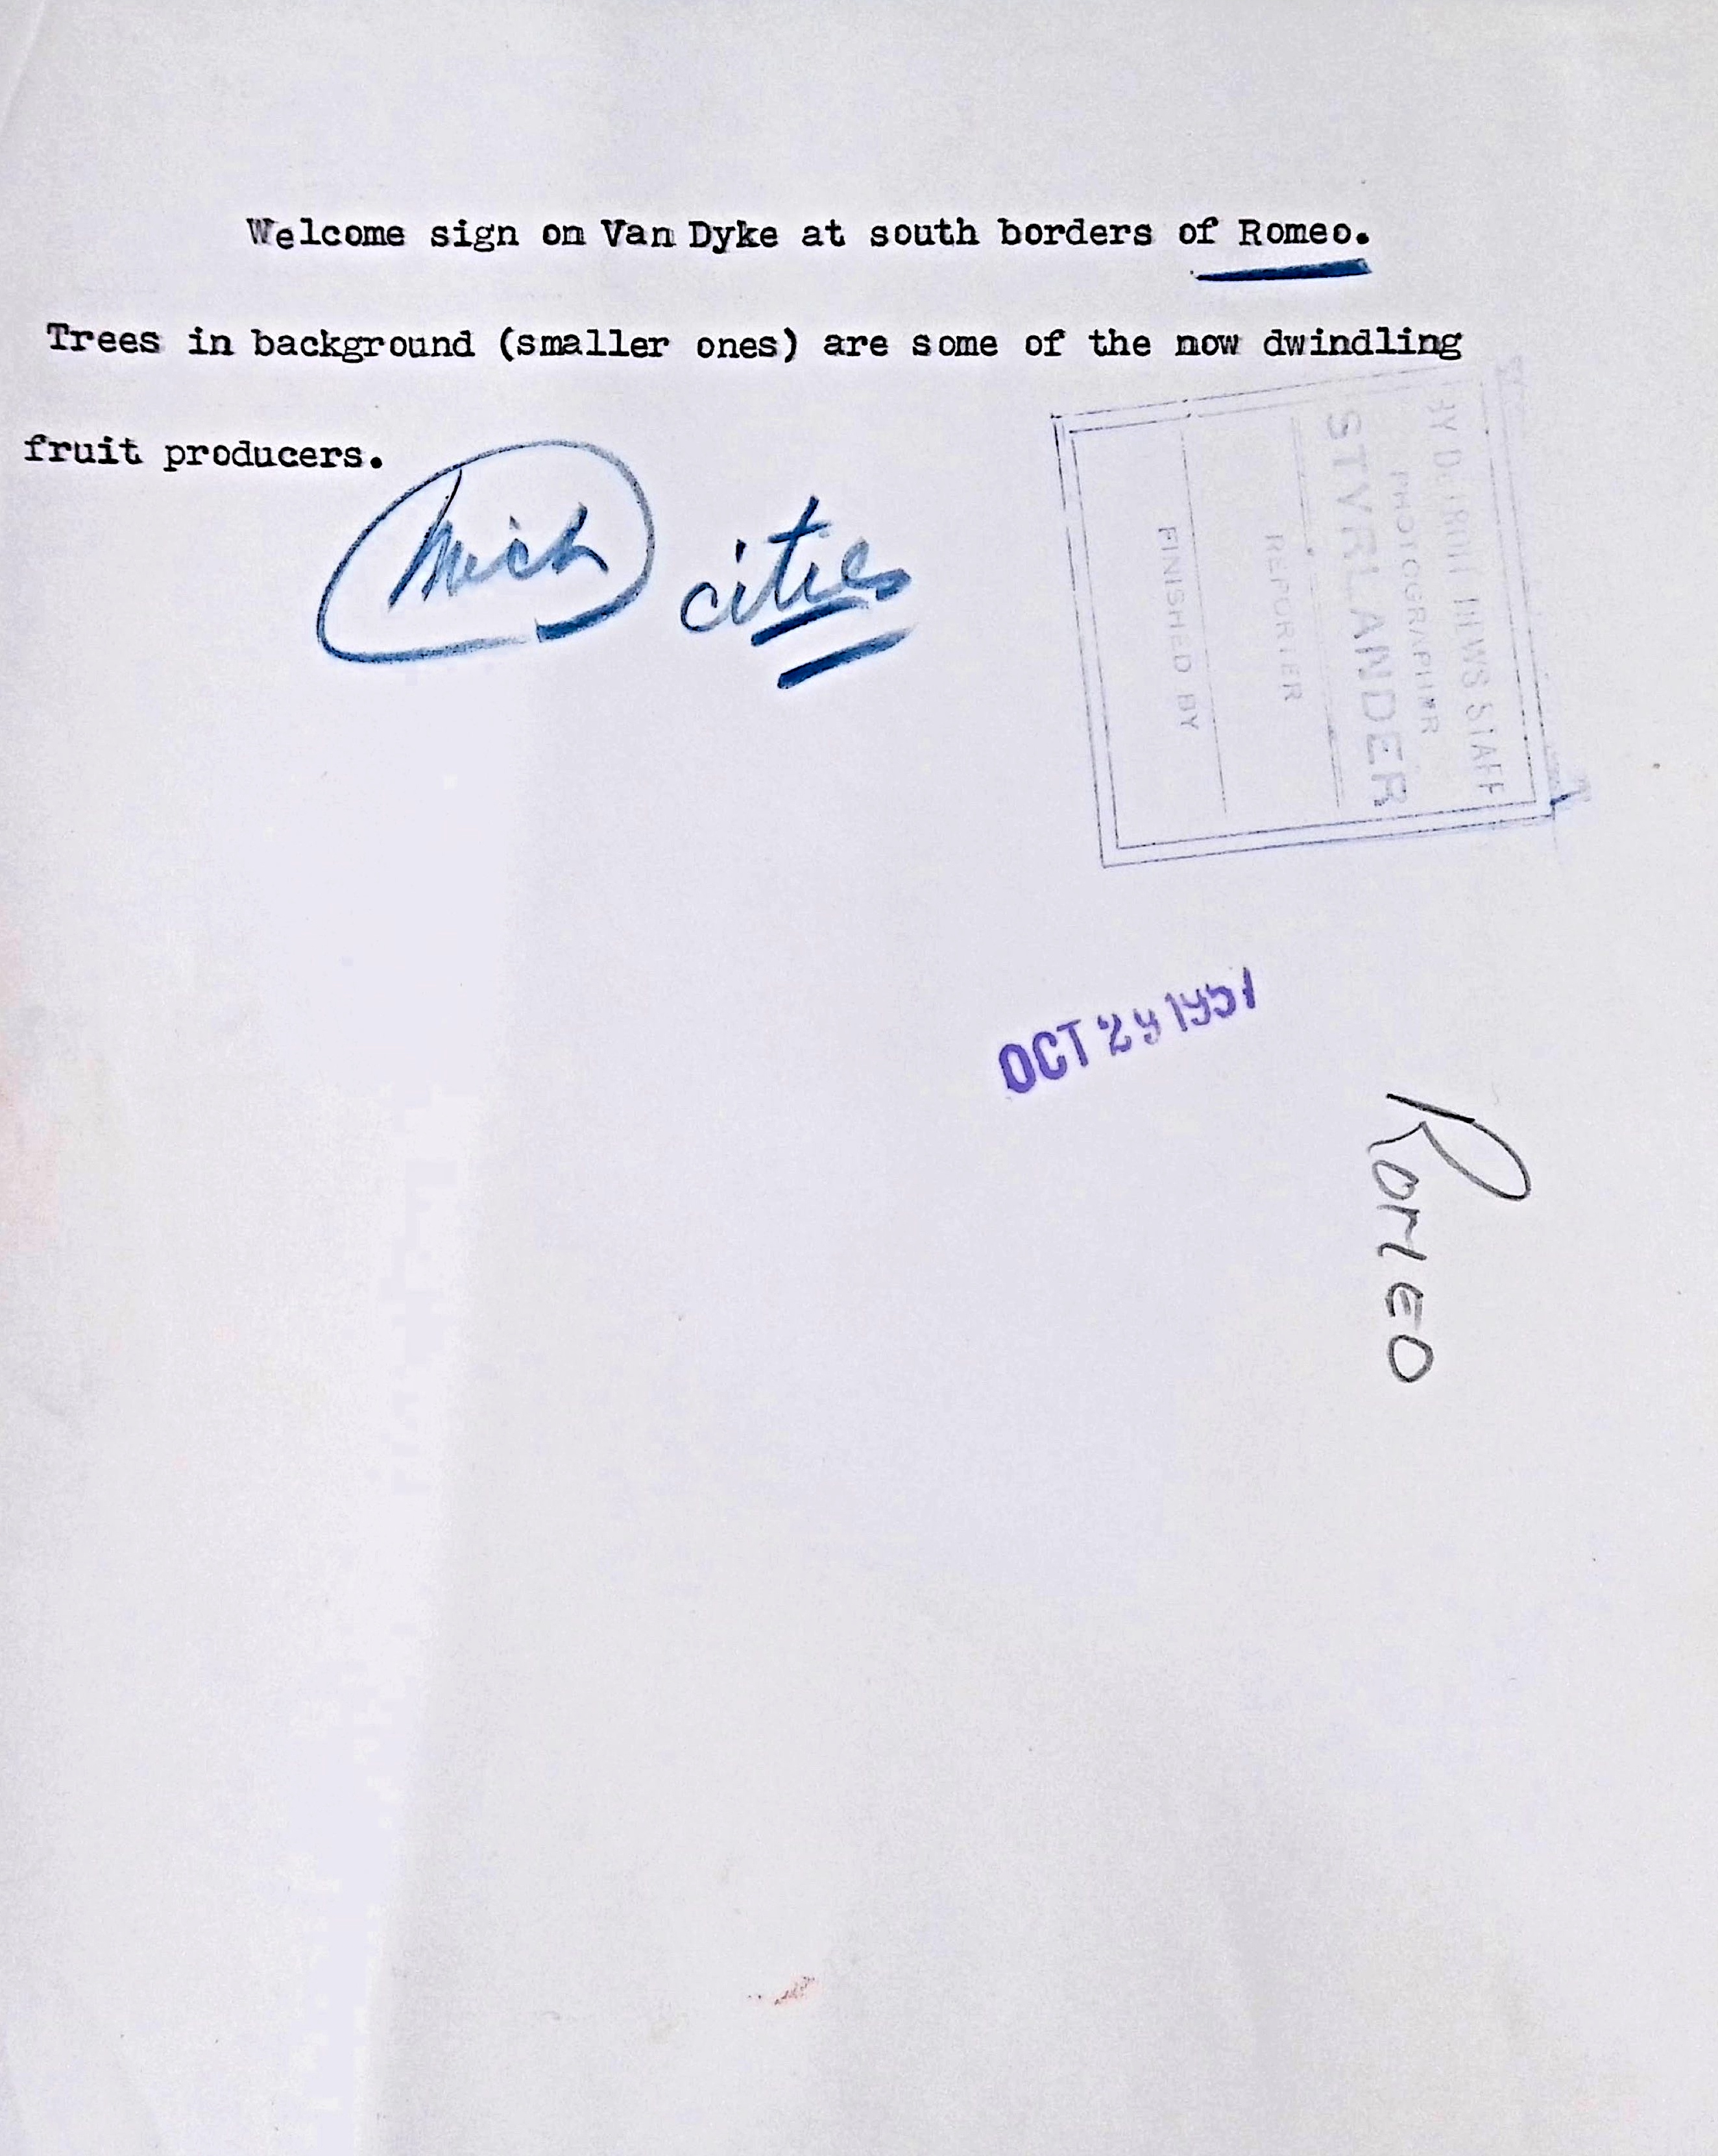 Welcome sign on Van Dyke at south borders of Romeo.
Trees in background (smaller ones) are some of the now dwindling
fruit producers.
Mich cities
BY DETROIT NEWS STAFF
PHOTOGRAPHER
STYRLANDER
REPORTER
FINISHED BY
OCT 29 1957
ROMEO